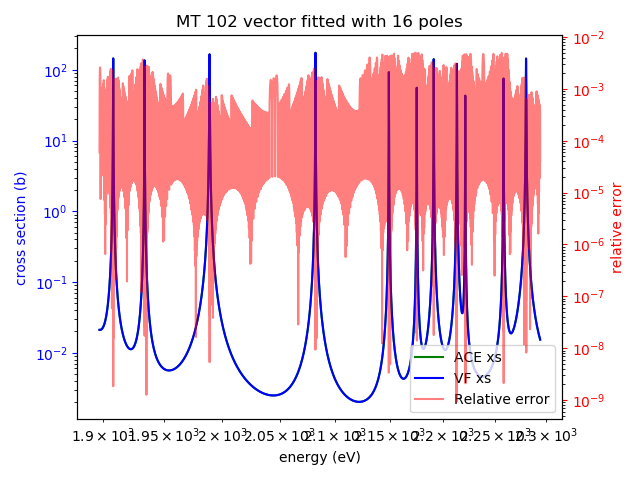 MT 102 vector fitted with 16 poles
cross section (b)
10²
10¹
10⁰
10⁻¹
10⁻²
10⁻²
10⁻³
10⁻⁴
10⁻⁵
10⁻⁶
10⁻⁷
10⁻⁸
10⁻⁹
relative error
ACE xs
VF xs
Relative error
1.9 × 10³ 1.95 × 10³ 2 × 10³ 2.05 × 10³ 2.1 × 10³ 2.15 × 10³ 2.2 × 10³ 2.25 × 10³ 2.3 × 10³
energy (eV)